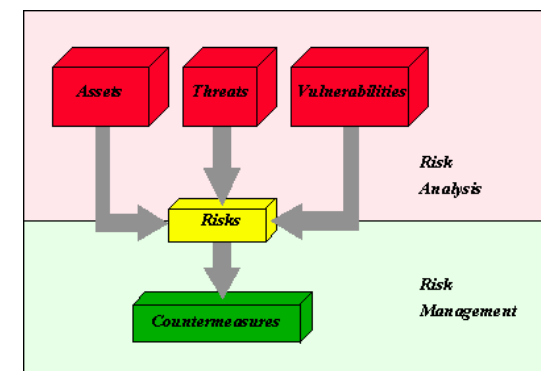 Assets
Threats
Vulnerabilities
Risk
Analysis
Risks
Risk
Management
Countermeasures